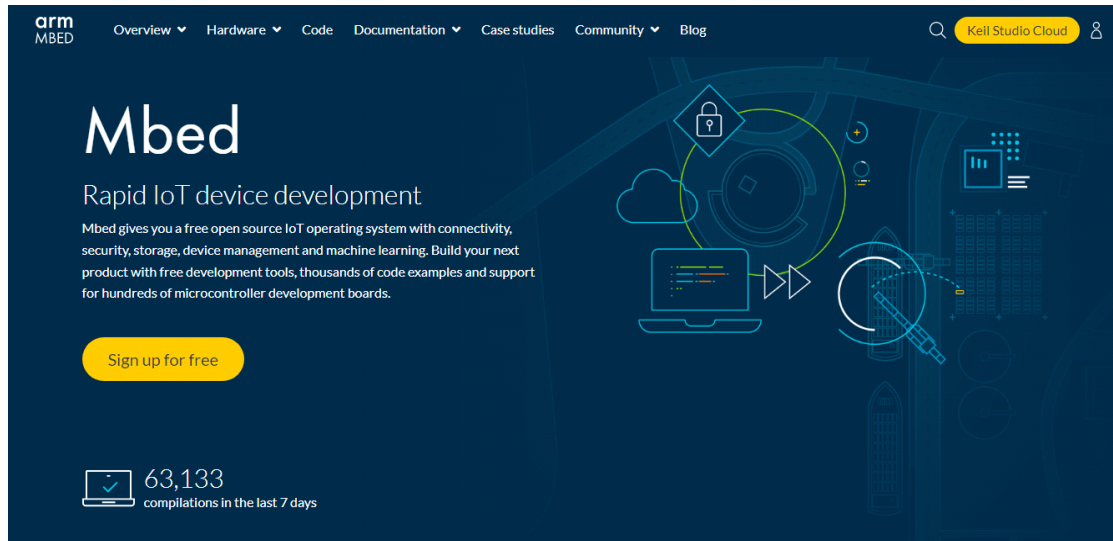 arm
MBED
Overview Hardware Code Documentation Case studies Community Blog Keil Studio Cloud
Mbed
Rapid IoT device development
Mbed gives you a free open source IoT operating system with connectivity,
security, storage, device management and machine learning. Build your next
product with free development tools, thousands of code examples and support
for hundreds of microcontroller development boards.
Sign up for free
63,133
compilations in the last 7 days